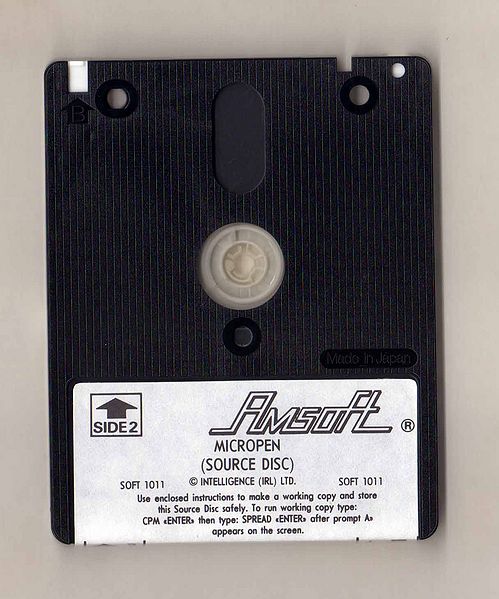 B
Made in Japan
SIDE 2
Amsoft ®
MICROPEN
(SOURCE DISC)
SOFT 1011 © INTELLIGENCE (IRL) LTD. SOFT 1011
Use enclosed instructions to make a working copy and store
this Source Disc safely. To run working copy type:
CPM «ENTER» then type: SPREAD «ENTER» after prompt A»
appears on the screen.